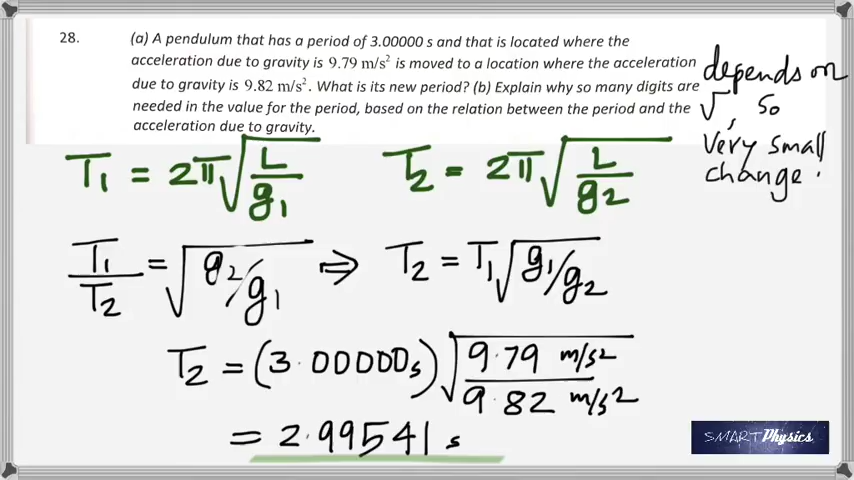 28. (a) A pendulum that has a period of 3.00000 s and that is located where the
acceleration due to gravity is 9.79 m/s² is moved to a location where the acceleration
due to gravity is 9.82 m/s². What is its new period? (b) Explain why so many digits are
needed in the value for the period, based on the relation between the period and the
acceleration due to gravity.
depends on
√ , so
very small
change .
T₁ = 2π√(L/g₁)
T₂ = 2π√(L/g₂)
T₁/T₂ = √(g₂/g₁) ⇒ T₂ = T₁√(g₁/g₂)
T₂ = (3.00000s)√(9.79 m/s²/9.82 m/s²)
= 2.99541 s
SMART Physics